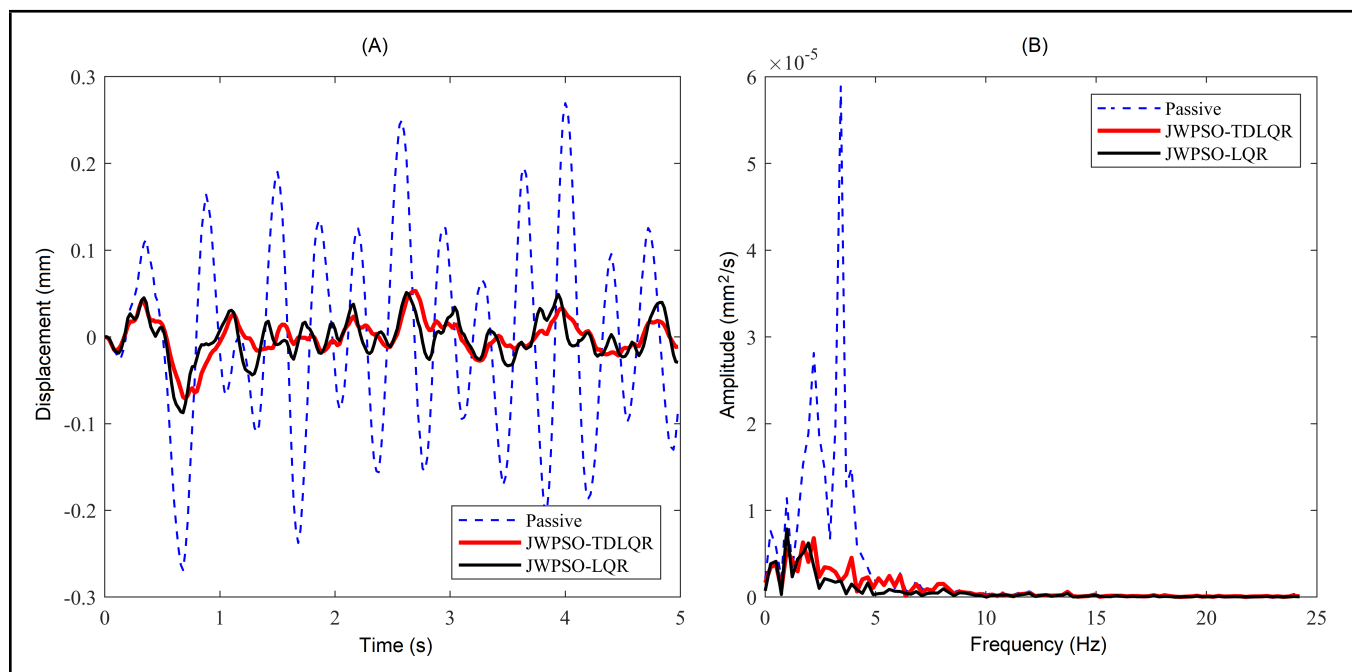 (A)
0.3
0.2
0.1
0
-0.1
-0.2
-0.3
Displacement (mm)
0 1 2 3 4 5
Time (s)
Passive
JWPSO-TDLQR
JWPSO-LQR
(B)
×10⁻⁵
6
5
4
3
2
1
0
Amplitude (mm²/s)
0 5 10 15 20 25
Frequency (Hz)
Passive
JWPSO-TDLQR
JWPSO-LQR